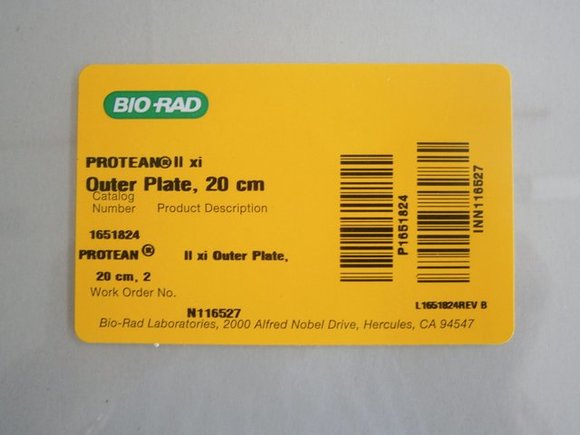 BIO-RAD
PROTEAN® II xi
Outer Plate, 20 cm
Catalog
Number Product Description
1651824
PROTEAN® II xi Outer Plate,
20 cm, 2
Work Order No.
N116527
Bio-Rad Laboratories, 2000 Alfred Nobel Drive, Hercules, CA 94547
P1651824
INN116527
L1651824REV B